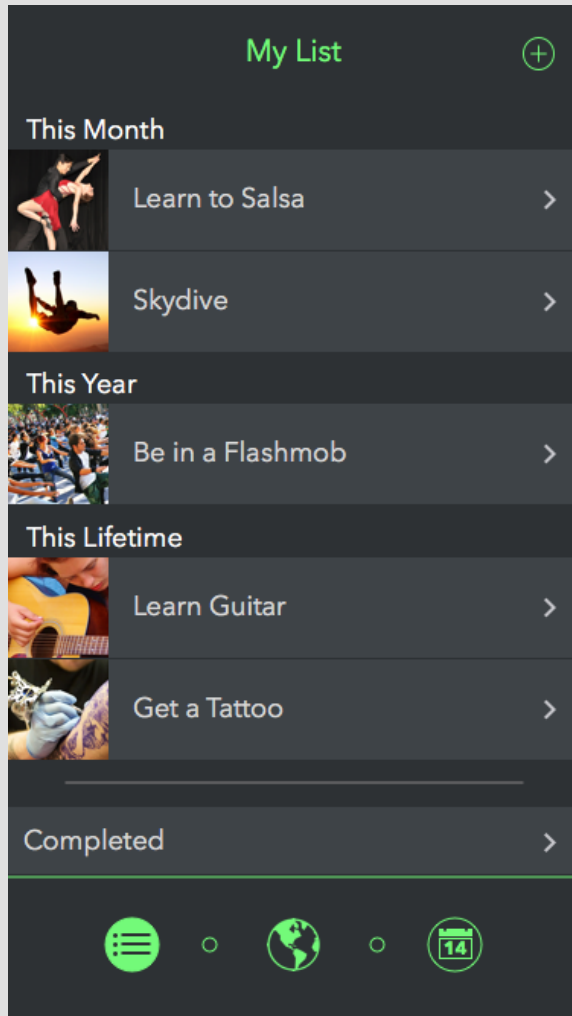 My List
This Month
Learn to Salsa
Skydive
This Year
Be in a Flashmob
This Lifetime
Learn Guitar
Get a Tattoo
Completed
14